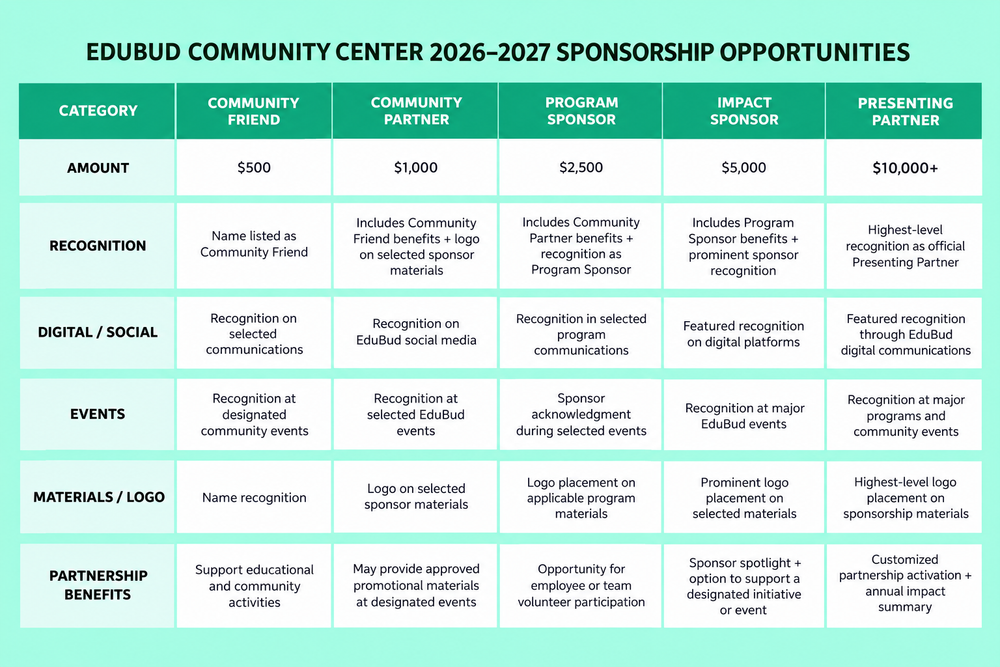 EDUBUD COMMUNITY CENTER 2026–2027 SPONSORSHIP OPPORTUNITIES
CATEGORY
COMMUNITY
FRIEND
COMMUNITY
PARTNER
PROGRAM
SPONSOR
IMPACT
SPONSOR
PRESENTING
PARTNER
AMOUNT
$500
$1,000
$2,500
$5,000
$10,000+
RECOGNITION
Name listed as
Community Friend
Includes Community
Friend benefits + logo
on selected sponsor
materials
Includes Community
Partner benefits +
recognition as
Program Sponsor
Includes Program
Sponsor benefits +
prominent sponsor
recognition
Highest-level
recognition as official
Presenting Partner
DIGITAL / SOCIAL
Recognition on
selected
communications
Recognition on
EduBud social media
Recognition in selected
program
communications
Featured recognition
on digital platforms
Featured recognition
through EduBud
digital communications
EVENTS
Recognition at
designated
community events
Recognition at
selected EduBud
events
Sponsor
acknowledgment
during selected events
Recognition at major
EduBud events
Recognition at major
programs and
community events
MATERIALS / LOGO
Name recognition
Logo on selected
sponsor materials
Logo placement on
applicable program
materials
Prominent logo
placement on
selected materials
Highest-level logo
placement on
sponsorship materials
PARTNERSHIP
BENEFITS
Support educational
and community
activities
May provide approved
promotional materials
at designated events
Opportunity for
employee or team
volunteer participation
Sponsor spotlight +
option to support a
designated initiative
or event
Customized
partnership activation +
annual impact
summary